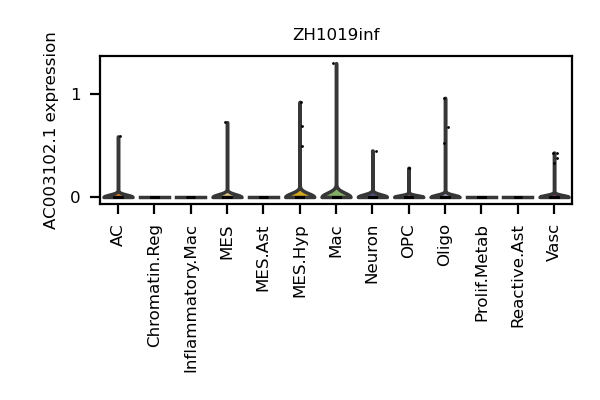 ZH1019inf
AC003102.1 expression
1
0
AC
Chromatin.Reg
Inflammatory.Mac
MES
MES.Ast
MES.Hyp
Mac
Neuron
OPC
Oligo
Prolif.Metab
Reactive.Ast
Vasc